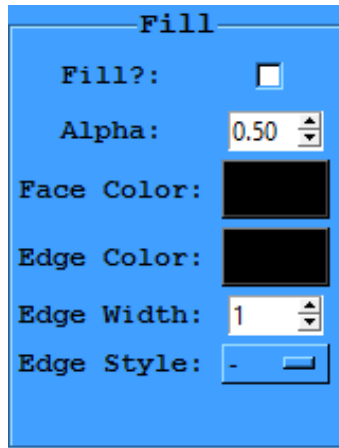 Fill
Fill?:
Alpha: 0.50
Face Color:
Edge Color:
Edge Width: 1
Edge Style: -